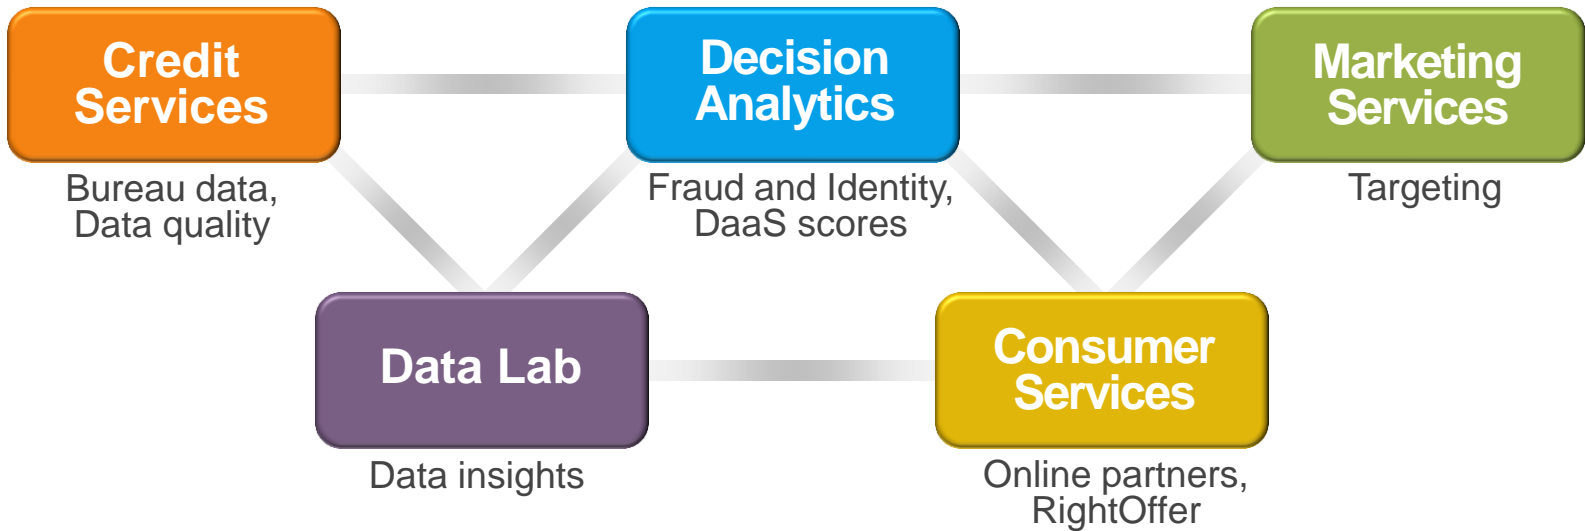 Credit
Services
Decision
Analytics
Marketing
Services
Bureau data,
Data quality
Fraud and Identity,
DaaS scores
Targeting
Data Lab
Consumer
Services
Data insights
Online partners,
RightOffer